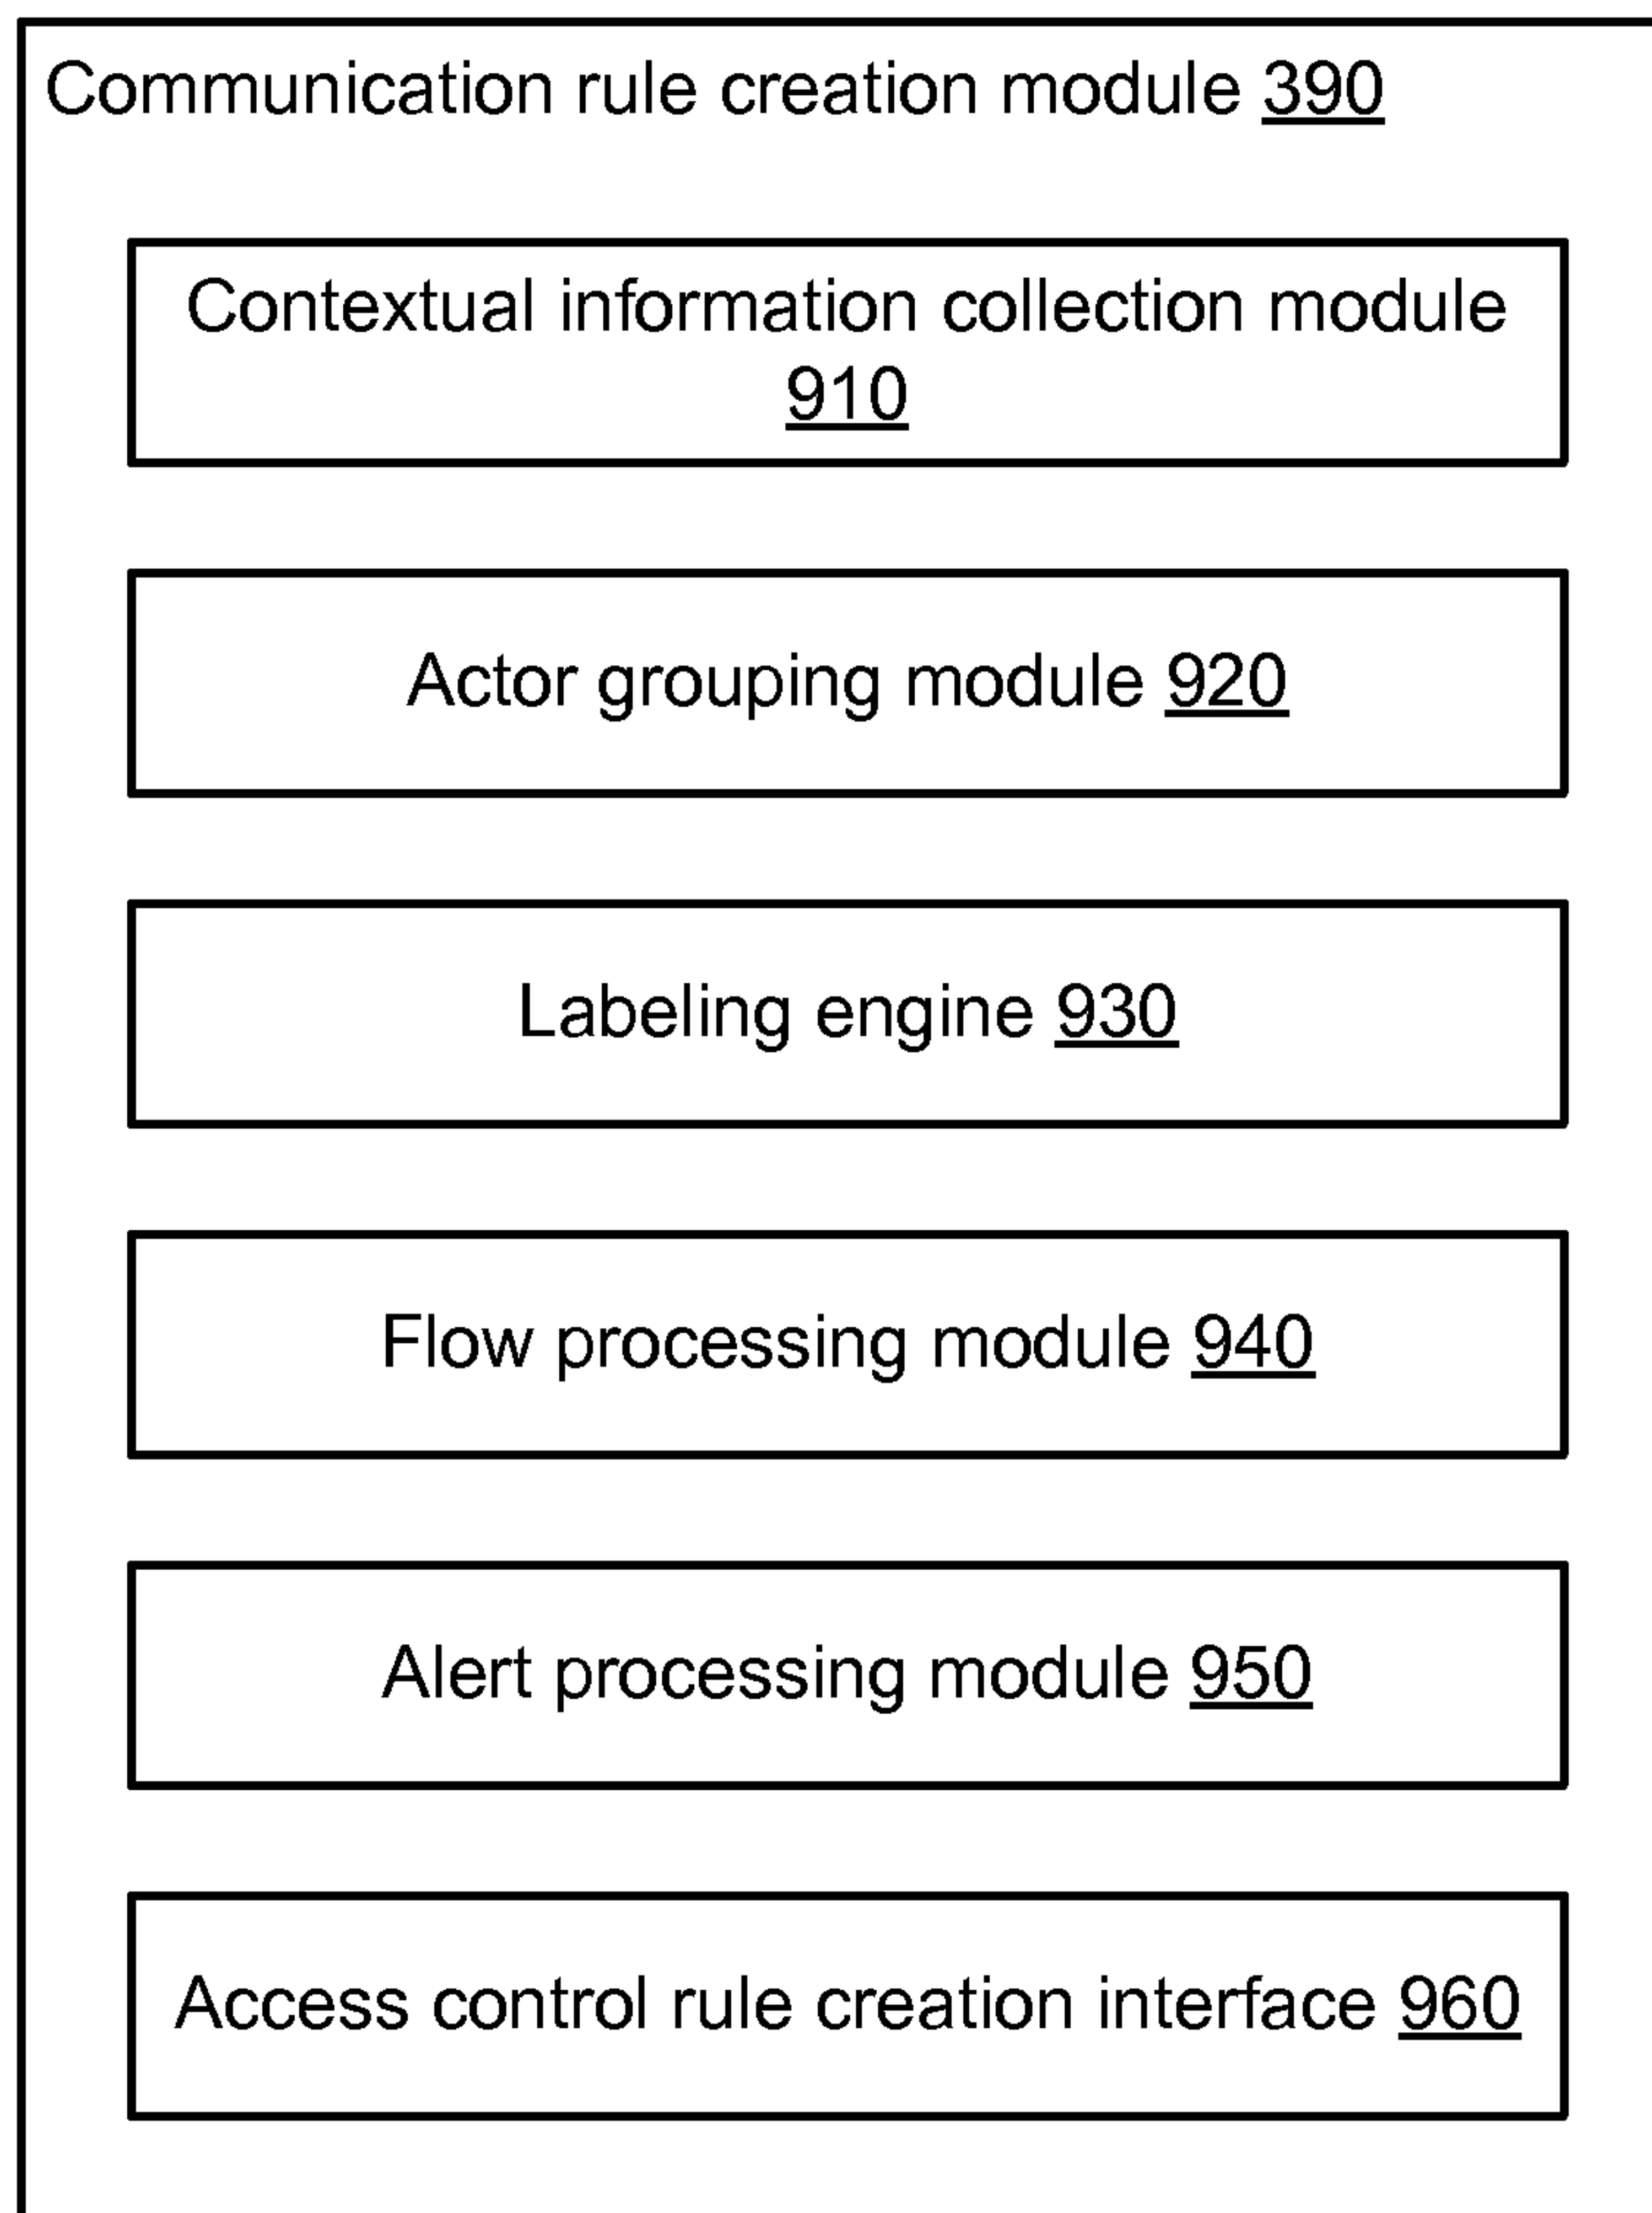 Communication rule creation module 390
Contextual information collection module
910
Actor grouping module 920
Labeling engine 930
Flow processing module 940
Alert processing module 950
Access control rule creation interface 960